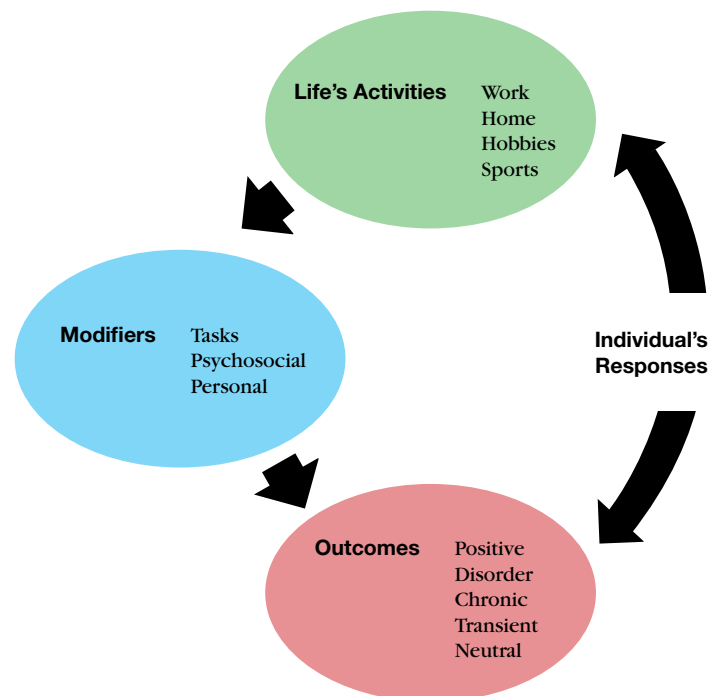 Life's Activities
Work
Home
Hobbies
Sports
Modifiers
Tasks
Psychosocial
Personal
Individual's
Responses
Outcomes
Positive
Disorder
Chronic
Transient
Neutral